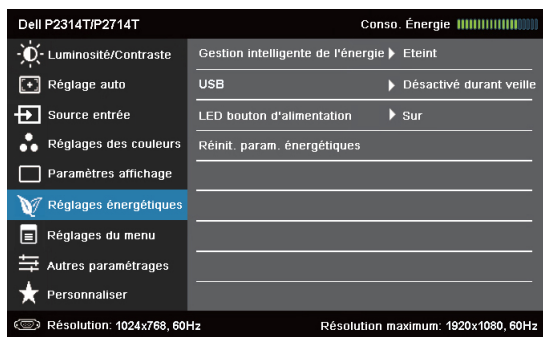 Dell P2314T/P2714T
Conso. Énergie
Luminosité/Contraste
Gestion intelligente de l'énergie Eteint
Réglage auto
USB Désactivé durant veille
Source entrée
LED bouton d'alimentation Sur
Réglages des couleurs
Réinit. param. énergétiques
Paramètres affichage
Réglages énergétiques
Réglages du menu
Autres paramétrages
Personnaliser
Résolution: 1024x768, 60Hz
Résolution maximum: 1920x1080, 60Hz